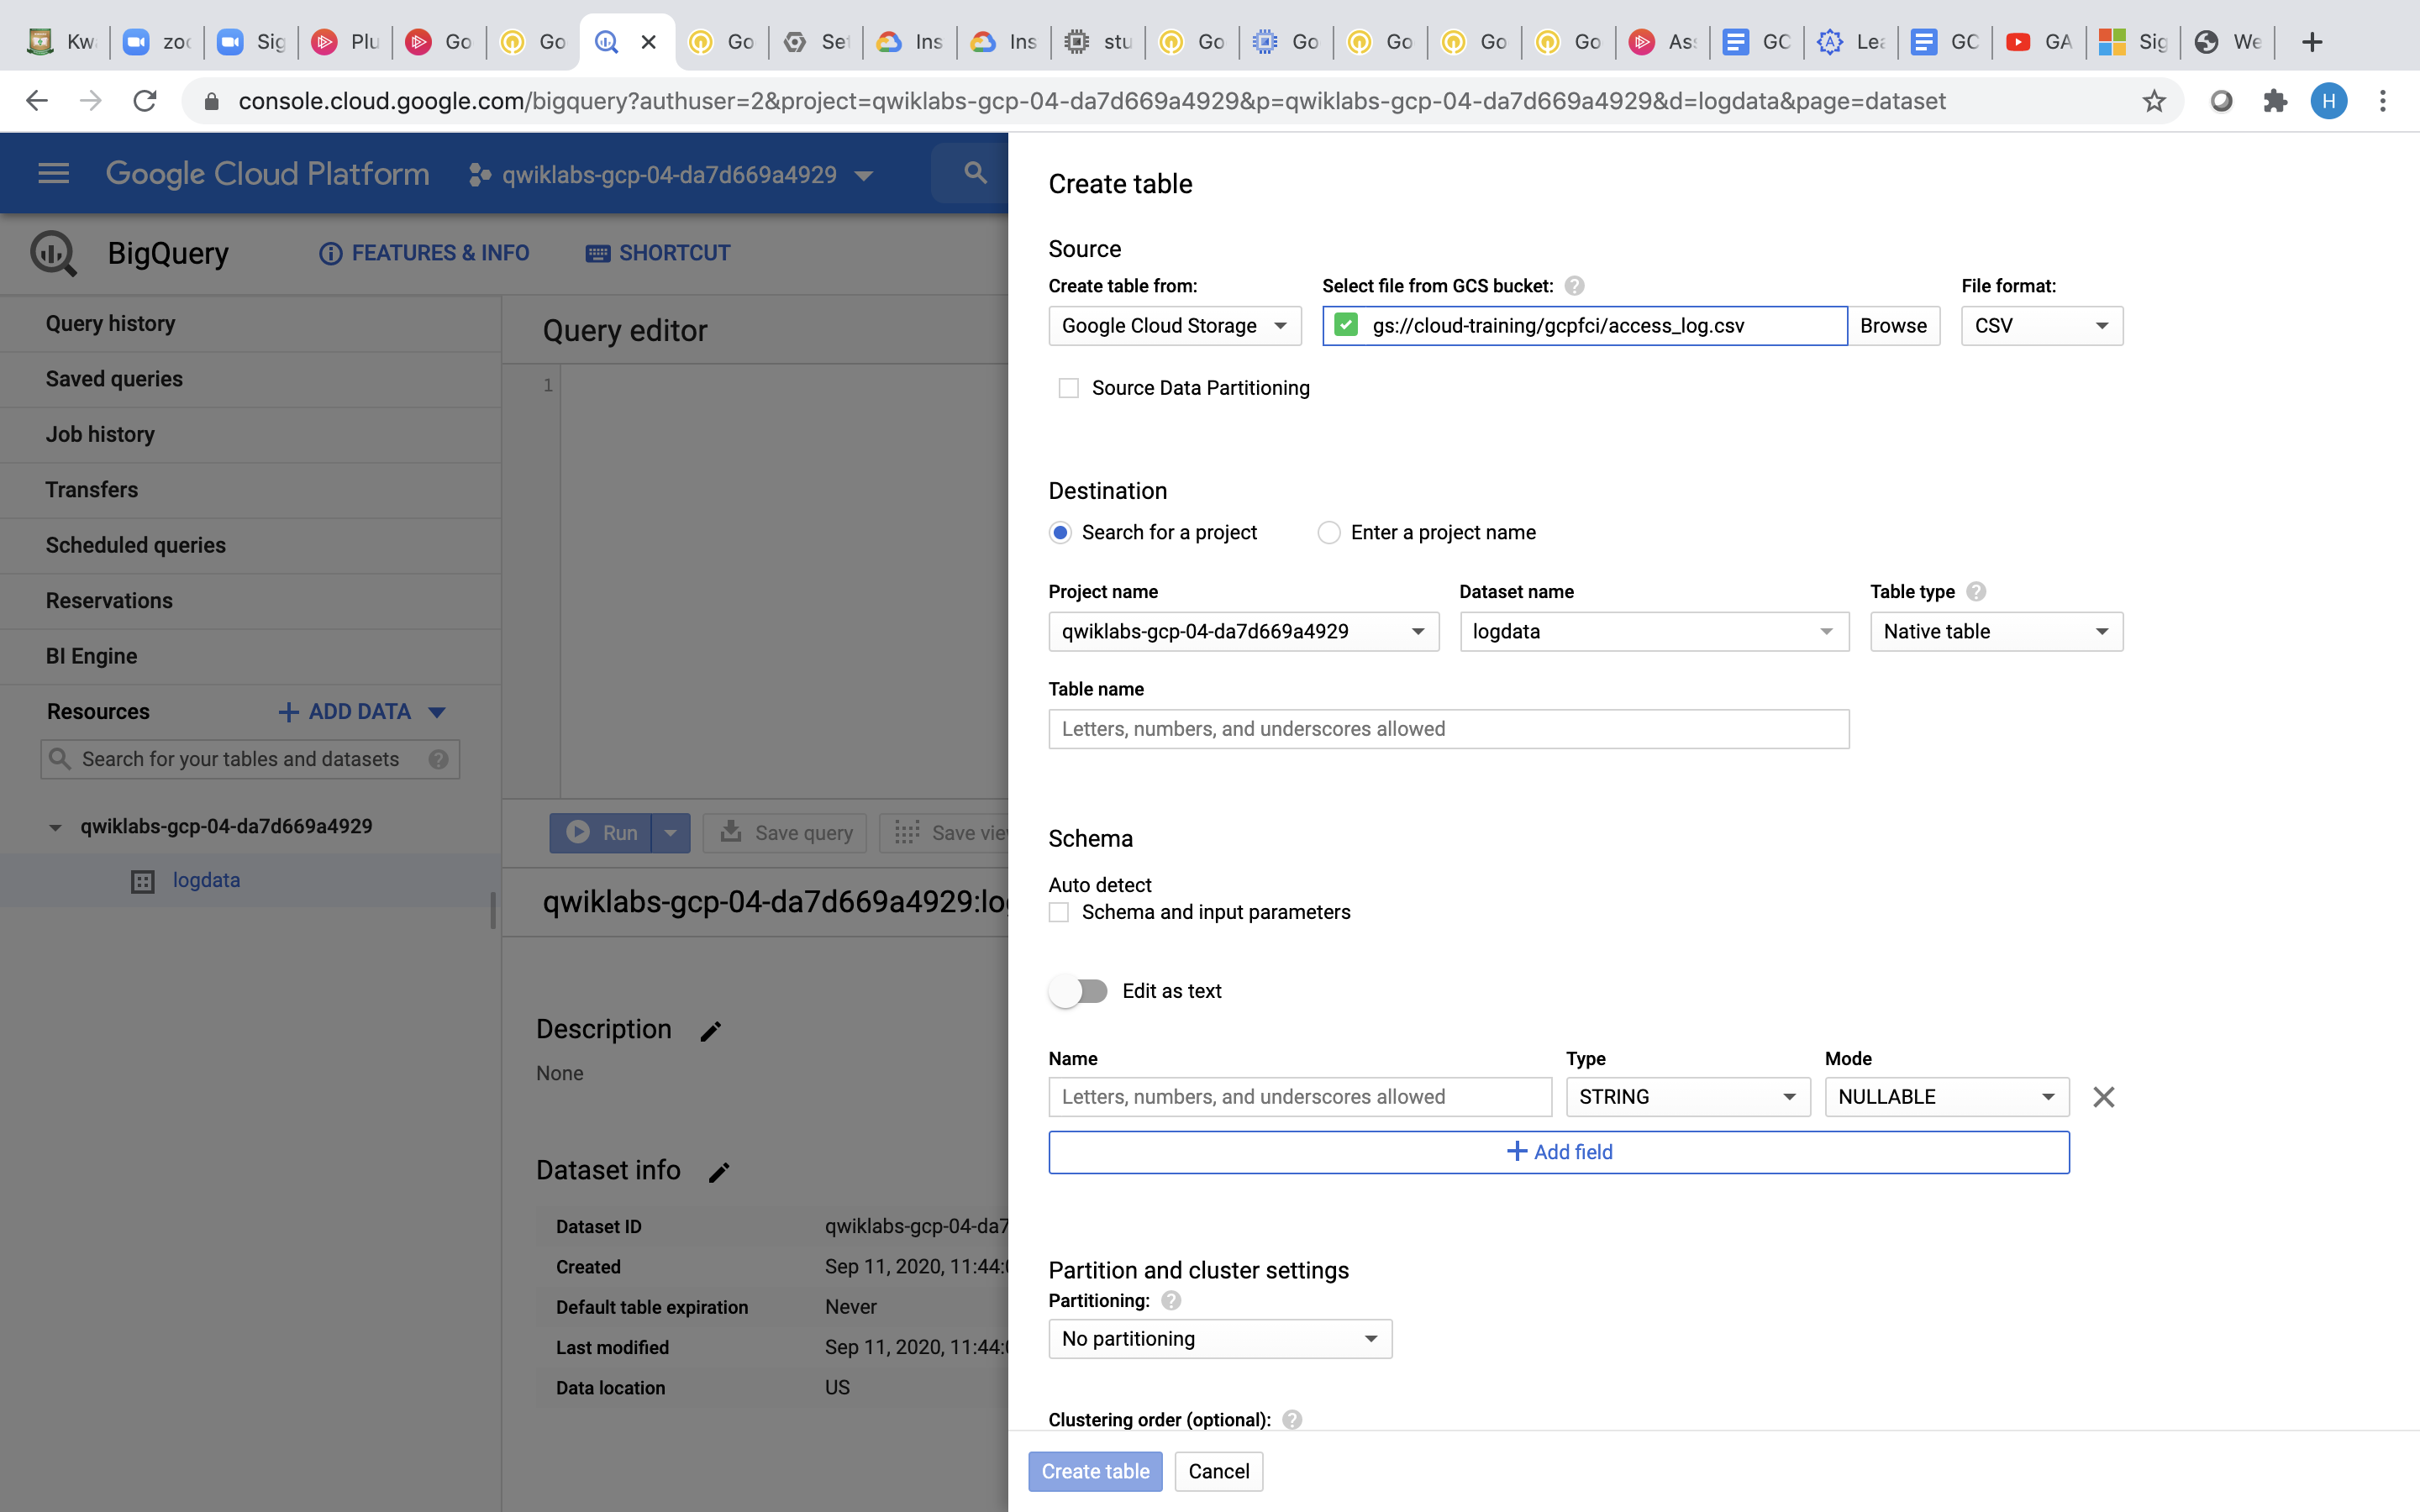 Kw
zoo
Sig
Plu
Go
Go
Go
Set
Ins
Ins
stu
Go
Go
Go
Go
Go
Ass
GC
Lea
GC
GA
Sig
We
console.cloud.google.com/bigquery?authuser=2&project=qwiklabs-gcp-04-da7d669a4929&p=qwiklabs-gcp-04-da7d669a4929&d=logdata&page=dataset
H
Google Cloud Platform
qwiklabs-gcp-04-da7d669a4929
BigQuery
FEATURES & INFO
SHORTCUT
Query history
Saved queries
Job history
Transfers
Scheduled queries
Reservations
BI Engine
Resources
ADD DATA
Search for your tables and datasets
qwiklabs-gcp-04-da7d669a4929
logdata
Query editor
1
Run
Save query
Save vie
qwiklabs-gcp-04-da7d669a4929:lo
Description
None
Dataset info
Dataset ID qwiklabs-gcp-04-da7
Created Sep 11, 2020, 11:44:0
Default table expiration Never
Last modified Sep 11, 2020, 11:44:0
Data location US
Create table
Source
Create table from: Select file from GCS bucket: File format:
Google Cloud Storage gs://cloud-training/gcpfci/access_log.csv Browse CSV
Source Data Partitioning
Destination
Search for a project Enter a project name
Project name Dataset name Table type
qwiklabs-gcp-04-da7d669a4929 logdata Native table
Table name
Letters, numbers, and underscores allowed
Schema
Auto detect
Schema and input parameters
Edit as text
Name Type Mode
Letters, numbers, and underscores allowed STRING NULLABLE
Add field
Partition and cluster settings
Partitioning:
No partitioning
Clustering order (optional):
Create table Cancel